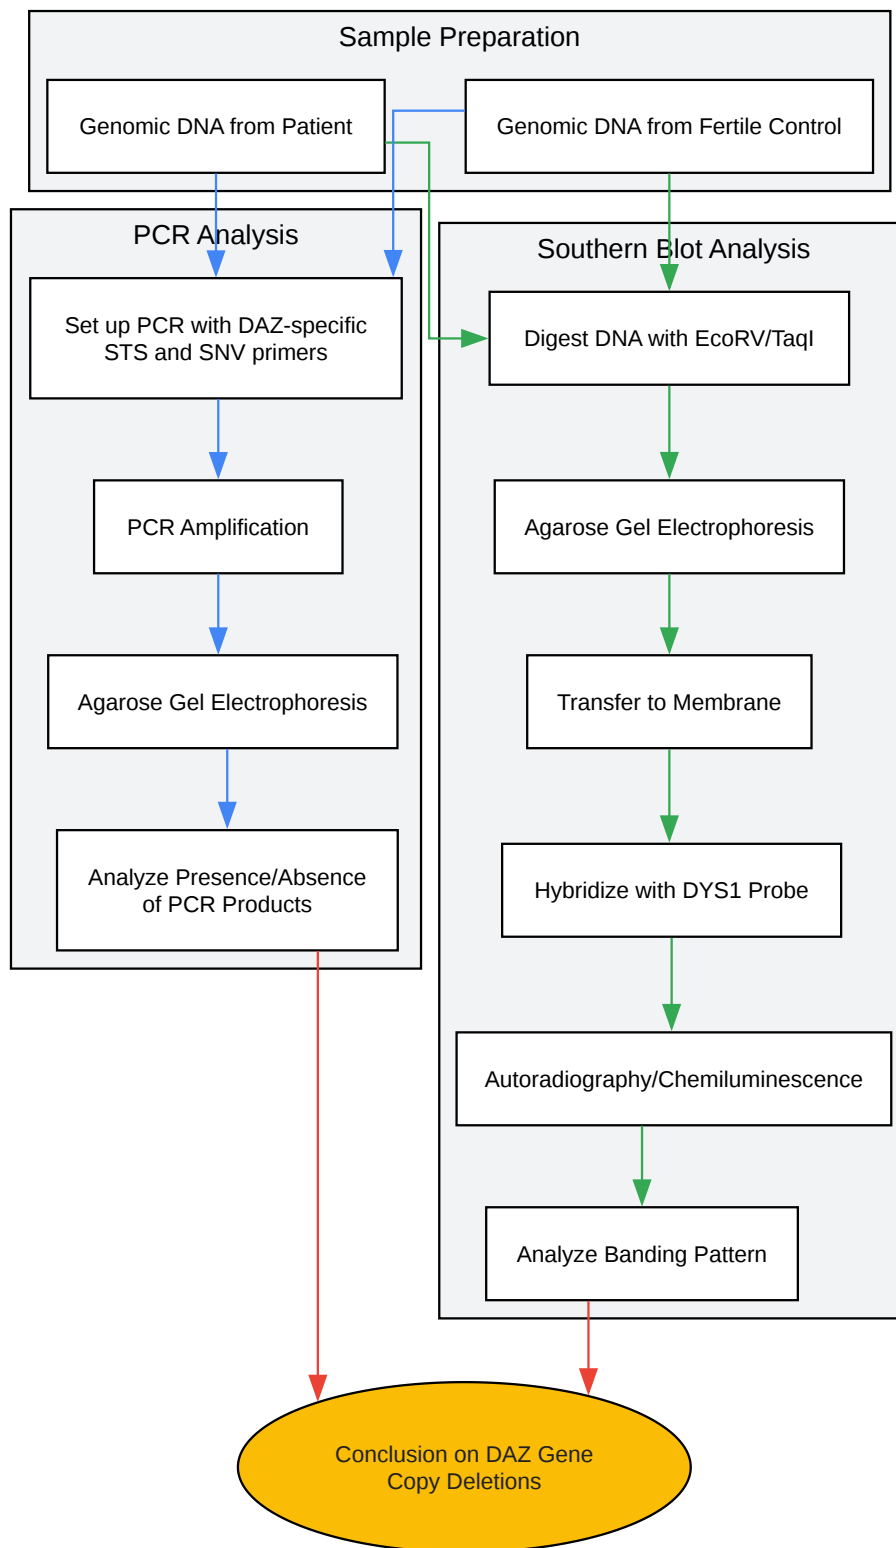 Sample Preparation
Genomic DNA from Patient
Genomic DNA from Fertile Control
PCR Analysis
Set up PCR with DAZ-specific
STS and SNV primers
PCR Amplification
Agarose Gel Electrophoresis
Analyze Presence/Absence
of PCR Products
Southern Blot Analysis
Digest DNA with EcoRV/TaqI
Agarose Gel Electrophoresis
Transfer to Membrane
Hybridize with DYS1 Probe
Autoradiography/Chemiluminescence
Analyze Banding Pattern
Conclusion on DAZ Gene
Copy Deletions